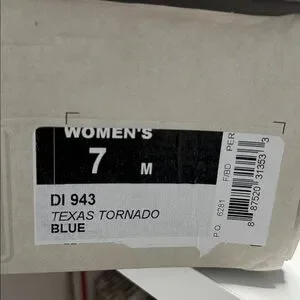 WOMEN'S
7 M
DI 943
TEXAS TORNADO
BLUE
P.O. 6281 F/BD PER
8 87520 31353 3